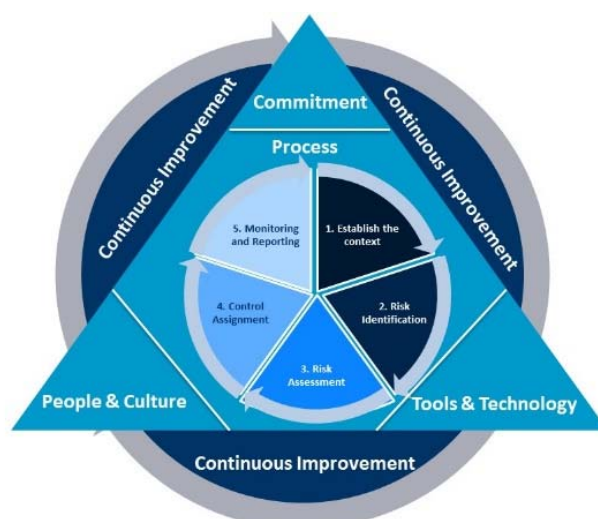 Commitment
Continuous Improvement
Continuous Improvement
Process
5. Monitoring
and Reporting
1. Establish the
context
4. Control
Assignment
2. Risk
Identification
3. Risk
Assessment
People & Culture
Tools & Technology
Continuous Improvement